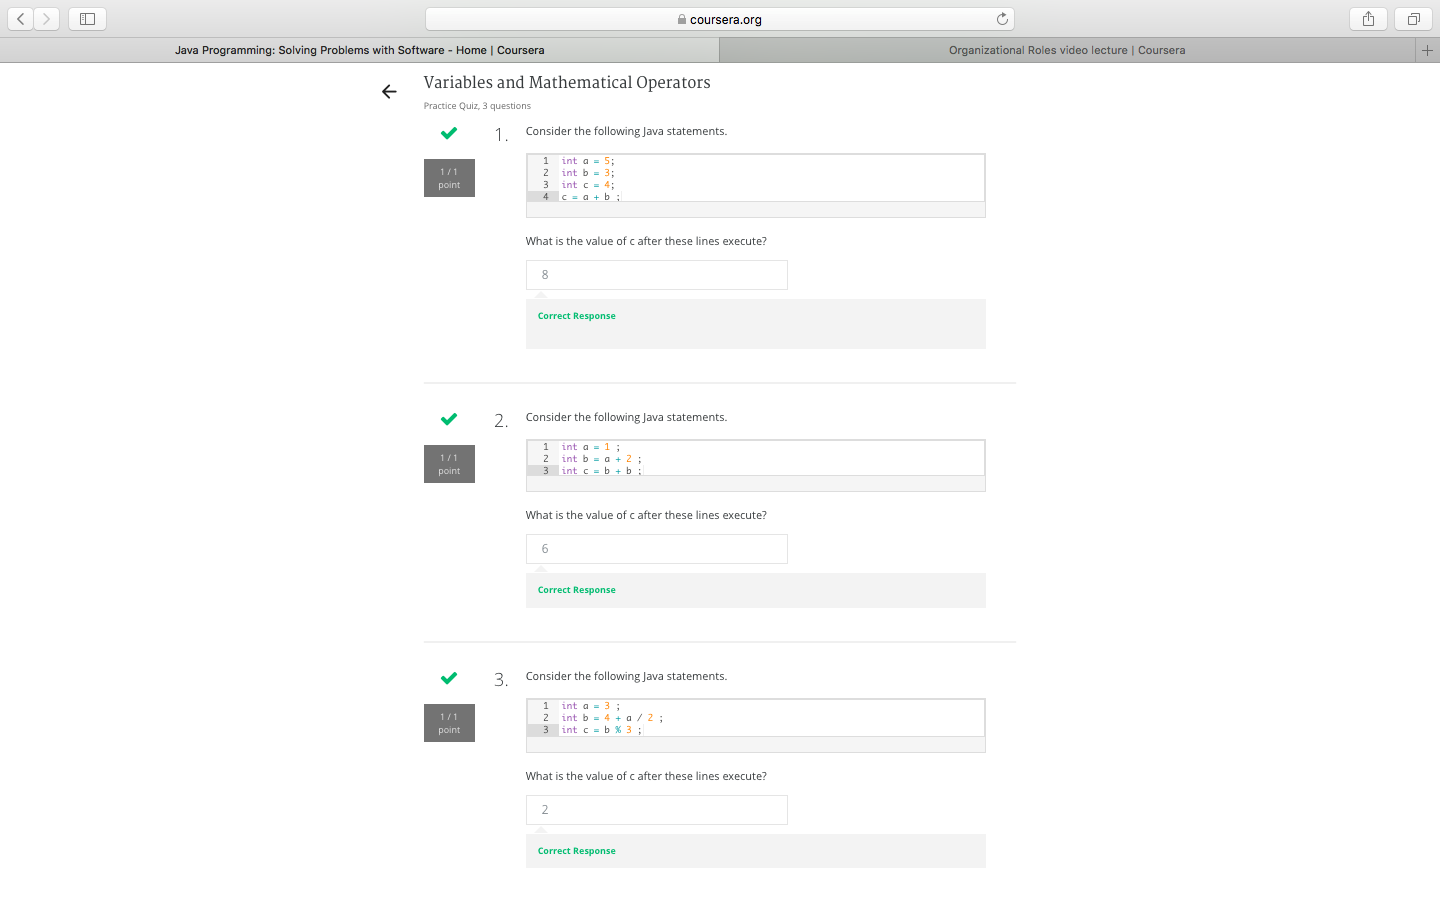 coursera.org
Java Programming: Solving Problems with Software - Home | Coursera
Organizational Roles video lecture | Coursera
Variables and Mathematical Operators
Practice Quiz, 3 questions
1.
Consider the following Java statements.
1 / 1
point
1 int a = 5;
2 int b = 3;
3 int c = 4;
4 c = a + b ;
What is the value of c after these lines execute?
8
Correct Response
2.
Consider the following Java statements.
1 / 1
point
1 int a = 1 ;
2 int b = a + 2 ;
3 int c = b + b ;
What is the value of c after these lines execute?
6
Correct Response
3.
Consider the following Java statements.
1 / 1
point
1 int a = 3 ;
2 int b = 4 + a / 2 ;
3 int c = b % 3 ;
What is the value of c after these lines execute?
2
Correct Response